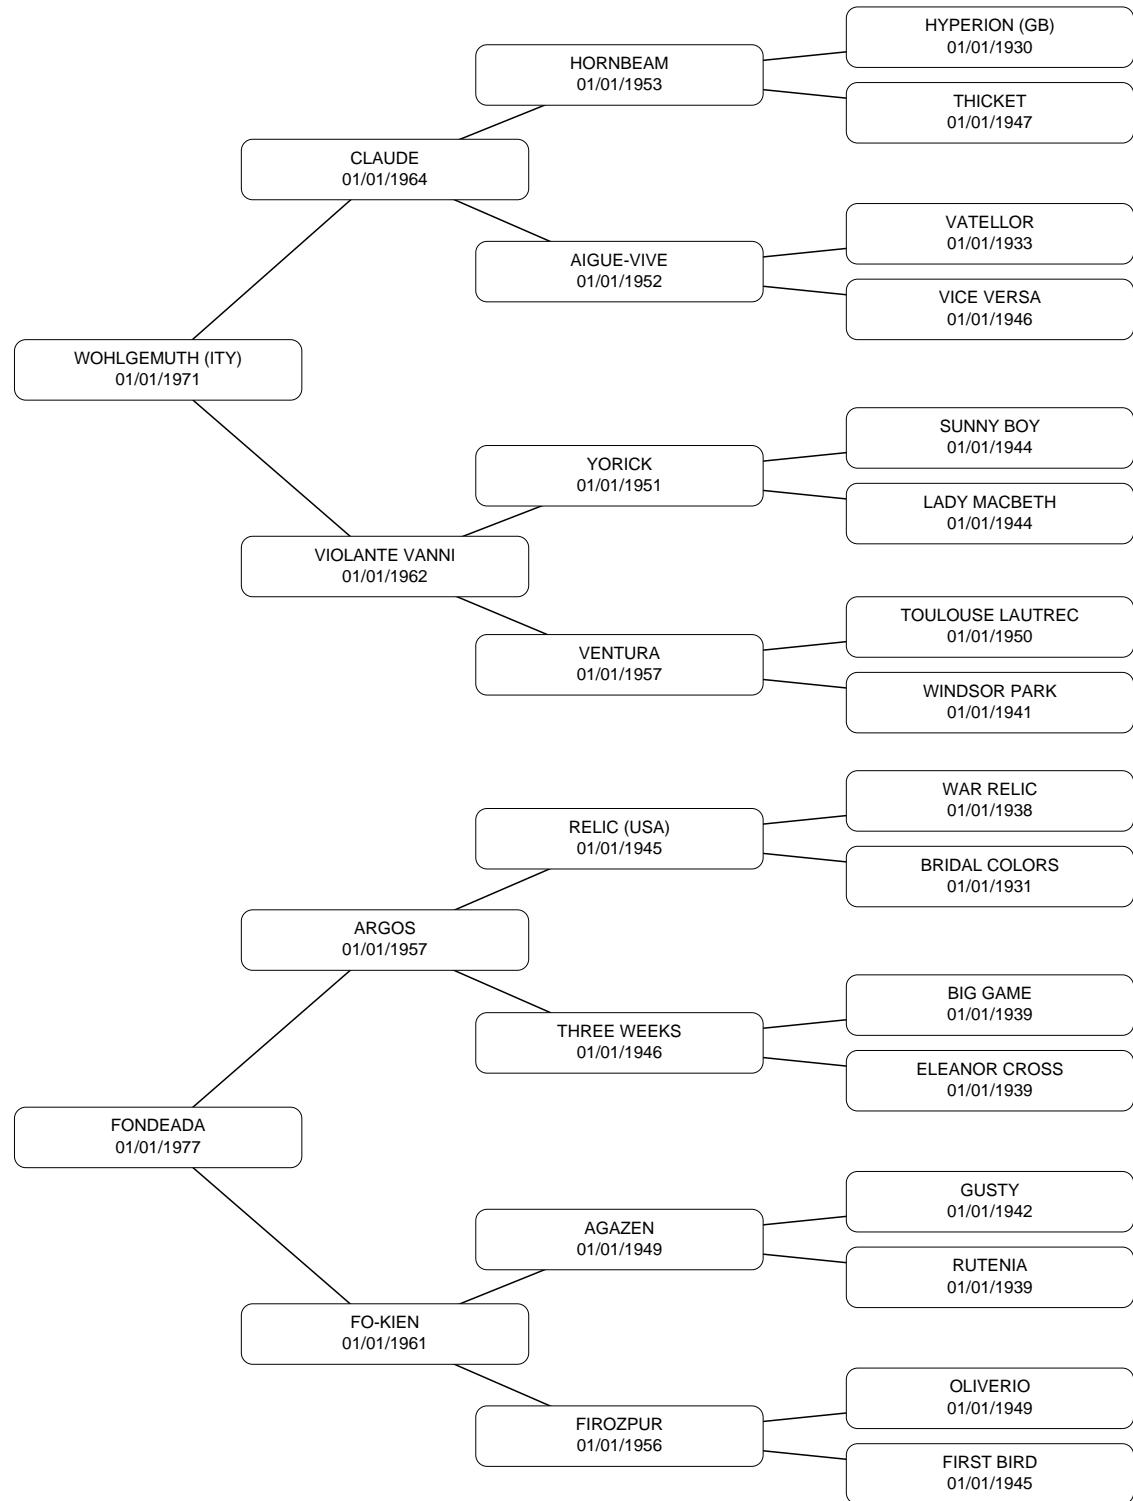 HYPERION (GB)
01/01/1930
HORNBEAM
01/01/1953
THICKET
01/01/1947
CLAUDE
01/01/1964
VATELLOR
01/01/1933
AIGUE-VIVE
01/01/1952
VICE VERSA
01/01/1946
WOHLGEMUTH (ITY)
01/01/1971
SUNNY BOY
01/01/1944
YORICK
01/01/1951
LADY MACBETH
01/01/1944
VIOLANTE VANNI
01/01/1962
TOULOUSE LAUTREC
01/01/1950
VENTURA
01/01/1957
WINDSOR PARK
01/01/1941
WAR RELIC
01/01/1938
RELIC (USA)
01/01/1945
BRIDAL COLORS
01/01/1931
ARGOS
01/01/1957
BIG GAME
01/01/1939
THREE WEEKS
01/01/1946
ELEANOR CROSS
01/01/1939
FONDEADA
01/01/1977
GUSTY
01/01/1942
AGAZEN
01/01/1949
RUTENIA
01/01/1939
FO-KIEN
01/01/1961
OLIVERIO
01/01/1949
FIROZPUR
01/01/1956
FIRST BIRD
01/01/1945